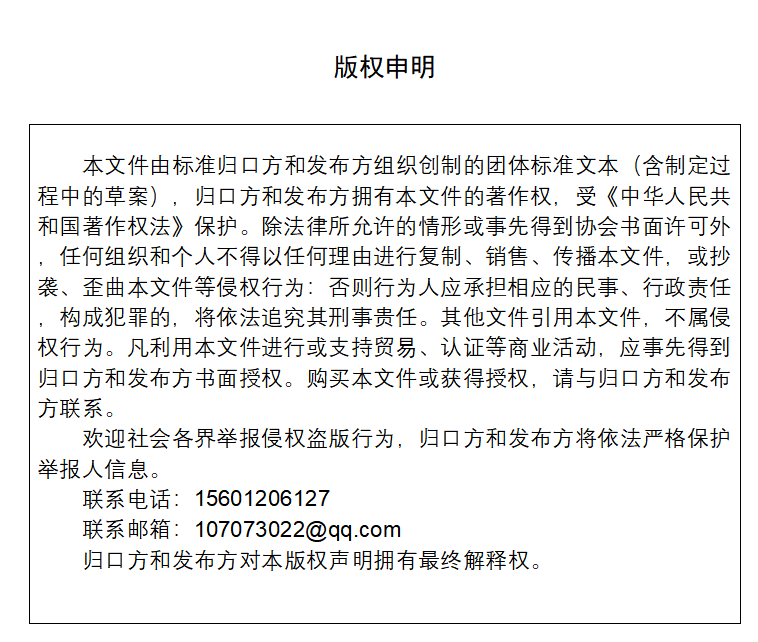 版权申明
本文件由标准归口方和发布方组织创制的团体标准文本（含制定过
程中的草案），归口方和发布方拥有本文件的著作权，受《中华人民共
和国著作权法》保护。除法律所允许的情形或事先得到协会书面许可外
，任何组织和个人不得以任何理由进行复制、销售、传播本文件，或抄
袭、歪曲本文件等侵权行为：否则行为人应承担相应的民事、行政责任
，构成犯罪的，将依法追究其刑事贵任。其他文件引用本文件，不属侵
权行为。凡利用本文件进行或支持贸易、认证等商业活动，应事先得到
归口方和发布方书面授权。购买本文件或获得授权，请与归口方和发布
方联系。
欢迎社会各界举报侵权盗版行为，归口方和发布方将依法严格保护
举报人信息。
联系电话：15601206127
联系邮箱：107073022@qq.com
归口方和发布方对本版权声明拥有最终解释权。